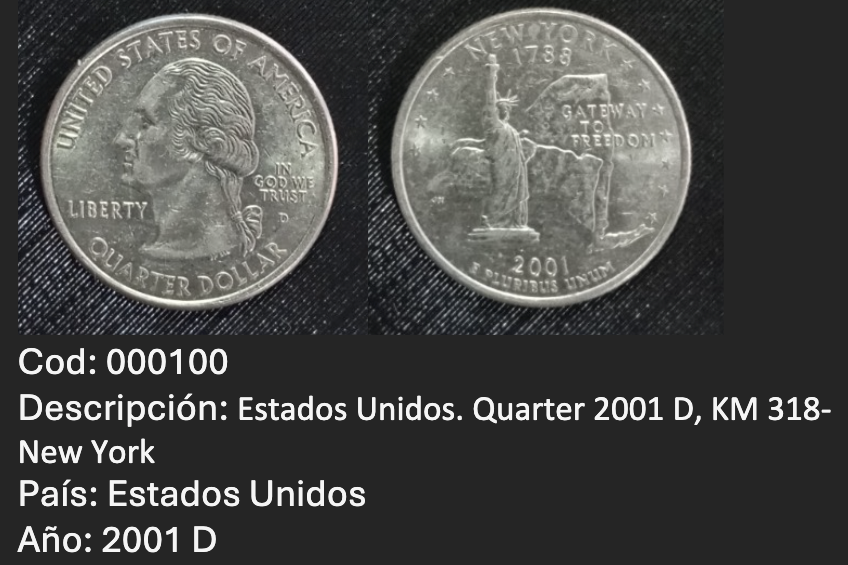 UNITED STATES OF AMERICA
IN
GOD WE
TRUST
D
LIBERTY
QUARTER DOLLAR
NEW YORK
1788
GATEWAY
TO
FREEDOM
2001
E PLURIBUS UNUM
Cod: 000100
Descripción: Estados Unidos. Quarter 2001 D, KM 318-
New York
País: Estados Unidos
Año: 2001 D